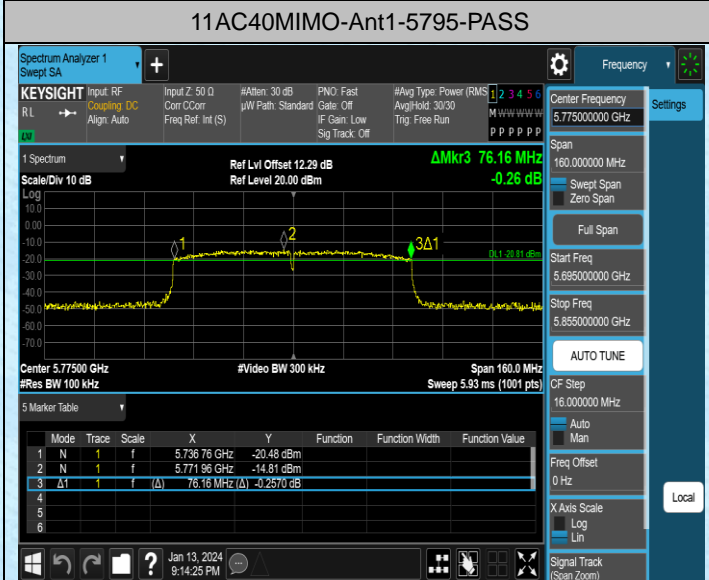 11AC40MIMO-Ant1-5795-PASS
Spectrum Analyzer 1
Swept SA
Frequency
KEYSIGHT Input: RF Input Z: 50 Ω #Atten: 30 dB PNO: Fast #Avg Type: Power (RMS 1 2 3 4 5 6
RL Coupling: DC Corr CCorr µW Path: Standard Gate: Off Avg|Hold: 30/30 M W W W W W
Align: Auto Freq Ref: Int (S) IF Gain: Low Trig: Free Run
Sig Track: Off P P P P P P
LXI
1 Spectrum
Ref Lvl Offset 12.29 dB
ΔMkr3 76.16 MHz
Scale/Div 10 dB
Ref Level 20.00 dBm
-0.26 dB
Log
10.0
0.00
-10.0
-20.0
-30.0
-40.0
-50.0
-60.0
-70.0
1
2
3Δ1
DL1 -20.81 dBm
Center 5.77500 GHz #Video BW 300 kHz Span 160.0 MHz
#Res BW 100 kHz Sweep 5.93 ms (1001 pts)
5 Marker Table
Mode Trace Scale X Y Function Function Width Function Value
1 N 1 f 5.736 76 GHz -20.48 dBm
2 N 1 f 5.771 96 GHz -14.81 dBm
3 Δ1 1 f (Δ) 76.16 MHz (Δ) -0.2570 dB
4
5
6
Jan 13, 2024
9:14:25 PM
Center Frequency
5.775000000 GHz
Settings
Span
160.000000 MHz
Swept Span
Zero Span
Full Span
Start Freq
5.695000000 GHz
Stop Freq
5.855000000 GHz
AUTO TUNE
CF Step
16.000000 MHz
Auto
Man
Freq Offset
0 Hz
Local
X Axis Scale
Log
Lin
Signal Track
(Span Zoom)